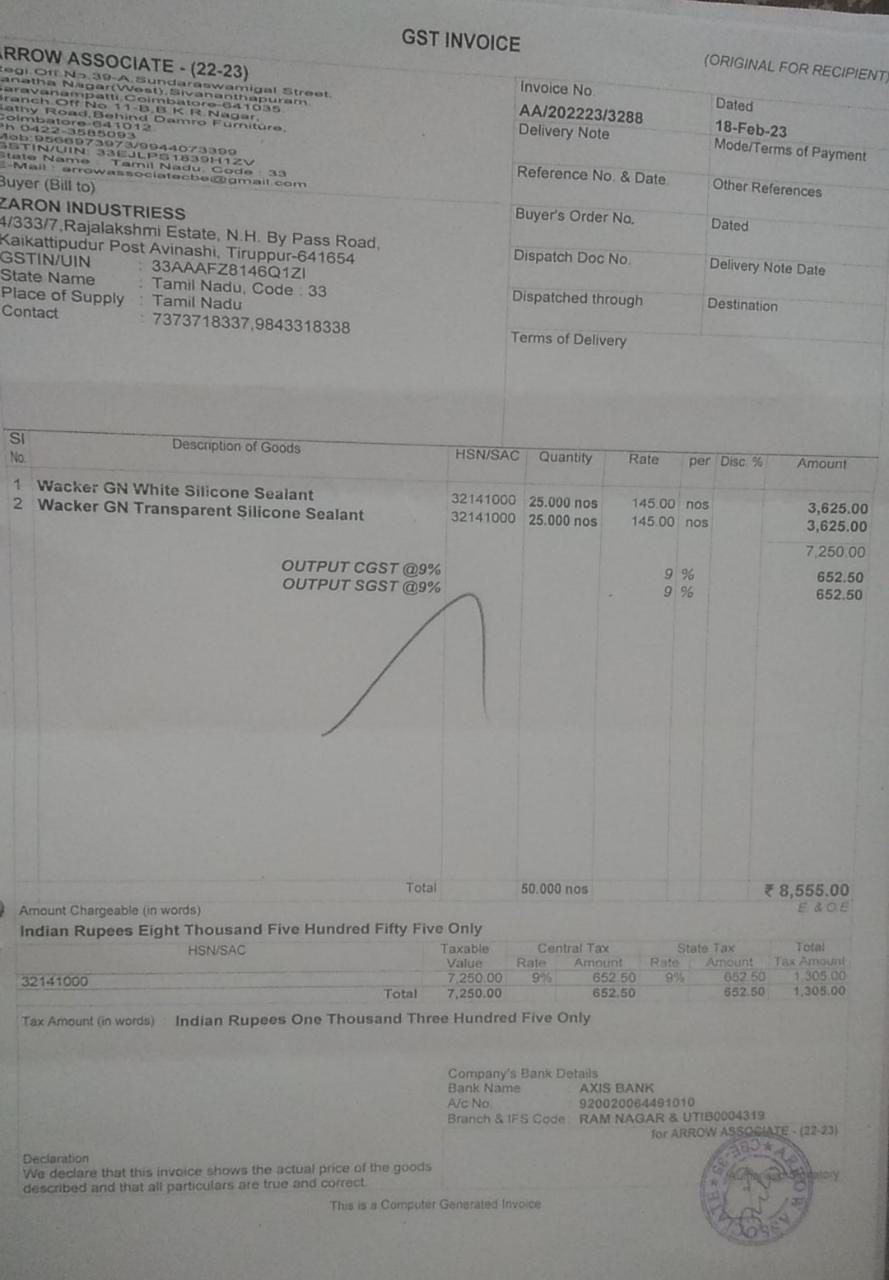 GST INVOICE
(ORIGINAL FOR RECIPIENT)
ARROW ASSOCIATE - (22-23)
Regi.Off No.39-A,Sundaraswamigal Street,
Nagar(West),Sivananthapuram,
Saravanampatti,Coimbatore-641035.
Branch.Off No 11-B,B.K.R.Nagar,
Sathy Road,Behind Damro Furniture,
Coimbatore-641012
Ph 0422-3585093
Mob:9566973973/9944073399
GSTIN/UIN: 33EJLPS1839H1ZV
State Name : Tamil Nadu, Code : 33
E-Mail : arrowassociatecbe@gmail.com
Invoice No.
AA/202223/3288
Dated
18-Feb-23
Delivery Note
Mode/Terms of Payment
Reference No. & Date.
Other References
Buyer (Bill to)
ZARON INDUSTRIESS
4/333/7,Rajalakshmi Estate, N.H. By Pass Road,
Kaikattipudur Post Avinashi, Tiruppur-641654
GSTIN/UIN : 33AAAFZ8146Q1ZI
State Name : Tamil Nadu, Code : 33
Place of Supply : Tamil Nadu
Contact : 7373718337,9843318338
Buyer's Order No.
Dated
Dispatch Doc No.
Delivery Note Date
Dispatched through
Destination
Terms of Delivery
Sl No. Description of Goods HSN/SAC Quantity Rate per Disc. % Amount
1 Wacker GN White Silicone Sealant 32141000 25.000 nos 145.00 nos 3,625.00
2 Wacker GN Transparent Silicone Sealant 32141000 25.000 nos 145.00 nos 3,625.00
7,250.00
OUTPUT CGST @9% 9 % 652.50
OUTPUT SGST @9% 9 % 652.50
Total 50.000 nos ₹ 8,555.00
Amount Chargeable (in words) E. & O.E
Indian Rupees Eight Thousand Five Hundred Fifty Five Only
HSN/SAC Taxable Central Tax State Tax Total
Value Rate Amount Rate Amount Tax Amount
32141000 7,250.00 9% 652.50 9% 652.50 1,305.00
Total 7,250.00 652.50 652.50 1,305.00
Tax Amount (in words) : Indian Rupees One Thousand Three Hundred Five Only
Company's Bank Details
Bank Name : AXIS BANK
A/c No. : 920020064491010
Branch & IFS Code : RAM NAGAR & UTIB0004319
for ARROW ASSOCIATE - (22-23)
Declaration
We declare that this invoice shows the actual price of the goods
described and that all particulars are true and correct.
ARROW ASSOCIATE ★ CBE-35 ★
This is a Computer Generated Invoice